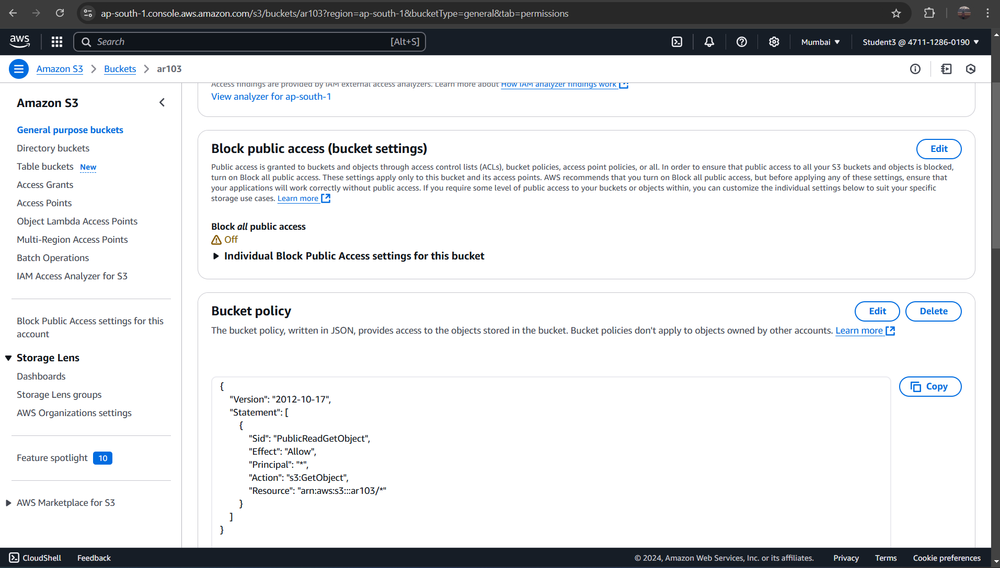 ap-south-1.console.aws.amazon.com/s3/buckets/ar103?region=ap-south-1&bucketType=general&tab=permissions
aws
Search
[Alt+S]
Mumbai
Student3 @ 4711-1286-0190
Amazon S3
Buckets
ar103
Amazon S3
General purpose buckets
Directory buckets
Table buckets New
Access Grants
Access Points
Object Lambda Access Points
Multi-Region Access Points
Batch Operations
IAM Access Analyzer for S3
Block Public Access settings for this
account
Storage Lens
Dashboards
Storage Lens groups
AWS Organizations settings
Feature spotlight 10
AWS Marketplace for S3
Access findings are provided by IAM external access analyzers. Learn more about How IAM analyzer findings work
View analyzer for ap-south-1
Block public access (bucket settings)
Edit
Public access is granted to buckets and objects through access control lists (ACLs), bucket policies, access point policies, or all. In order to ensure that public access to all your S3 buckets and objects is blocked,
turn on Block all public access. These settings apply only to this bucket and its access points. AWS recommends that you turn on Block all public access, but before applying any of these settings, ensure that
your applications will work correctly without public access. If you require some level of public access to your buckets or objects within, you can customize the individual settings below to suit your specific
storage use cases. Learn more
Block all public access
Off
Individual Block Public Access settings for this bucket
Bucket policy
Edit
Delete
The bucket policy, written in JSON, provides access to the objects stored in the bucket. Bucket policies don't apply to objects owned by other accounts. Learn more
Copy
{
"Version": "2012-10-17",
"Statement": [
{
"Sid": "PublicReadGetObject",
"Effect": "Allow",
"Principal": "*",
"Action": "s3:GetObject",
"Resource": "arn:aws:s3:::ar103/*"
}
]
}
CloudShell
Feedback
© 2024, Amazon Web Services, Inc. or its affiliates.
Privacy
Terms
Cookie preferences